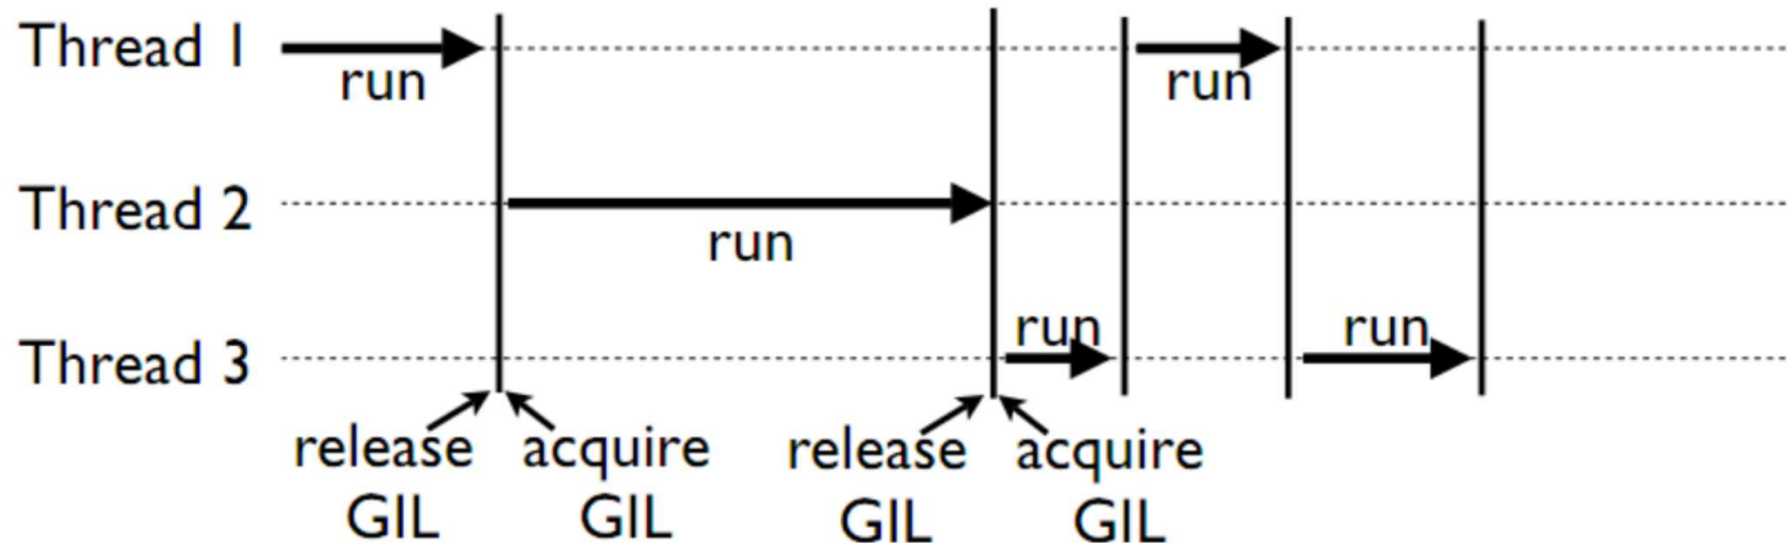 Thread 1
run
run
Thread 2
run
Thread 3
run
run
release
GIL
acquire
GIL
release
GIL
acquire
GIL